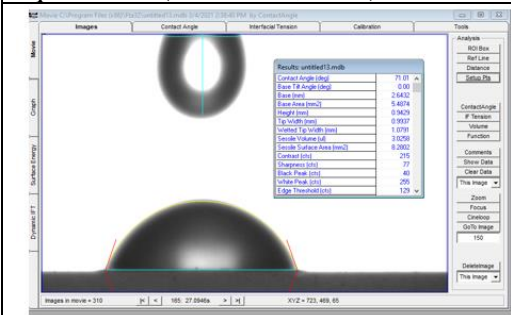 Movie C:\Program Files (x86)\Fta32\untitled13.mdb 3/4/2021 2:38:40 PM by ContactAngle
Images
Contact Angle
Interfacial Tension
Calibration
Tools
Movie
Graph
Surface Energy
Dynamic IFT
Results: untitled13.mdb
Contact Angle (deg) 71.01
Base Tilt Angle (deg) 0.00
Base (mm) 2.6432
Base Area (mm2) 5.4874
Height (mm) 0.9429
Tip Width (mm) 0.9937
Wetted Tip Width (mm) 1.0791
Sessile Volume (ul) 3.0258
Sessile Surface Area (mm2) 8.2802
Contrast (cts) 215
Sharpness (cts) 77
Black Peak (cts) 40
White Peak (cts) 255
Edge Threshold (cts) 129
Analysis
ROI Box
Ref Line
Distance
Setup Pts
ContactAngle
IF Tension
Volume
Function
Comments
Show Data
Clear Data
This Image
Zoom
Focus
Cineloop
GoTo Image
150
DeleteImage
This Image
Images in movie = 310
|< < 165: 27.0946s > >|
XYZ = 723, 469, 65